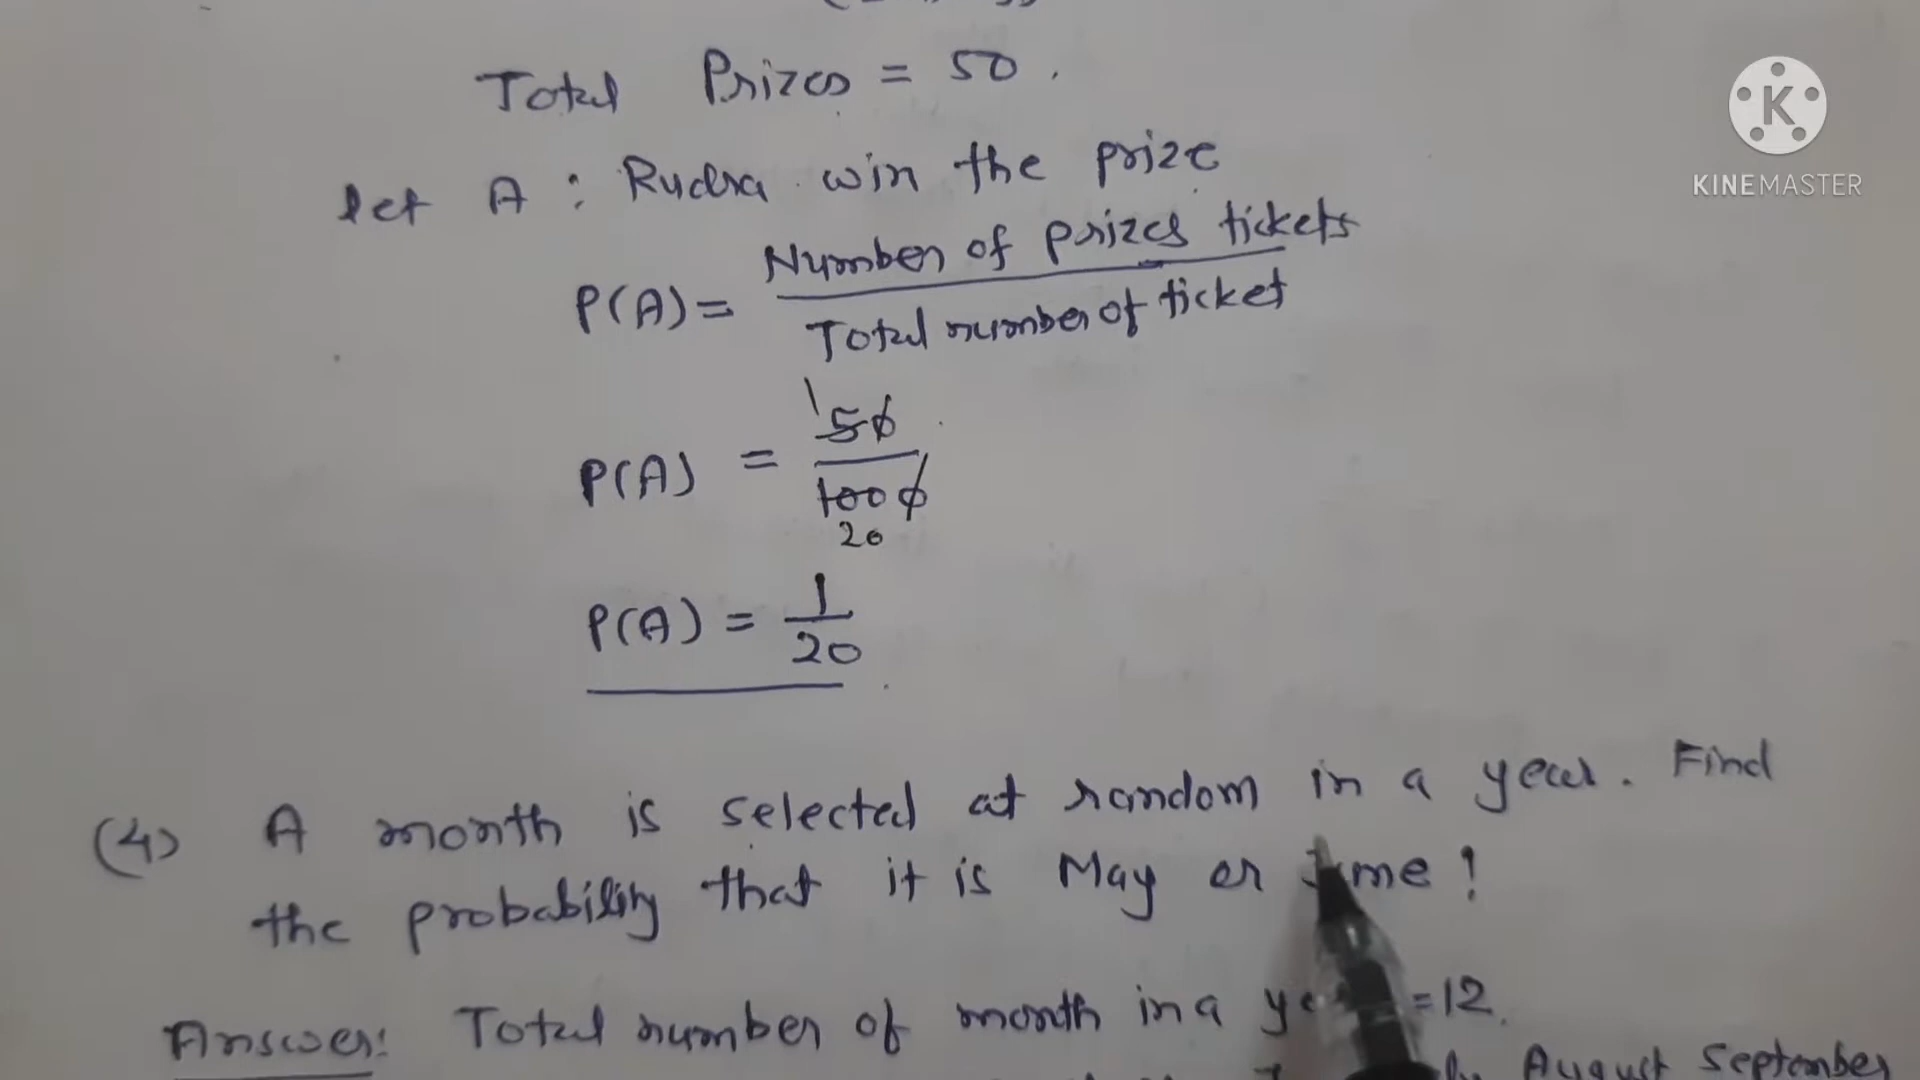 Total Prizes = 50.
let A : Rudra win the prize
P(A) = Number of prizes tickets / Total number of ticket
P(A) = 50 / 1000
1
20
P(A) = 1 / 20
(4) A month is selected at random in a year. Find
the probability that it is May or June!
Answer: Total number of month in a year = 12.
August September
K
KINEMASTER